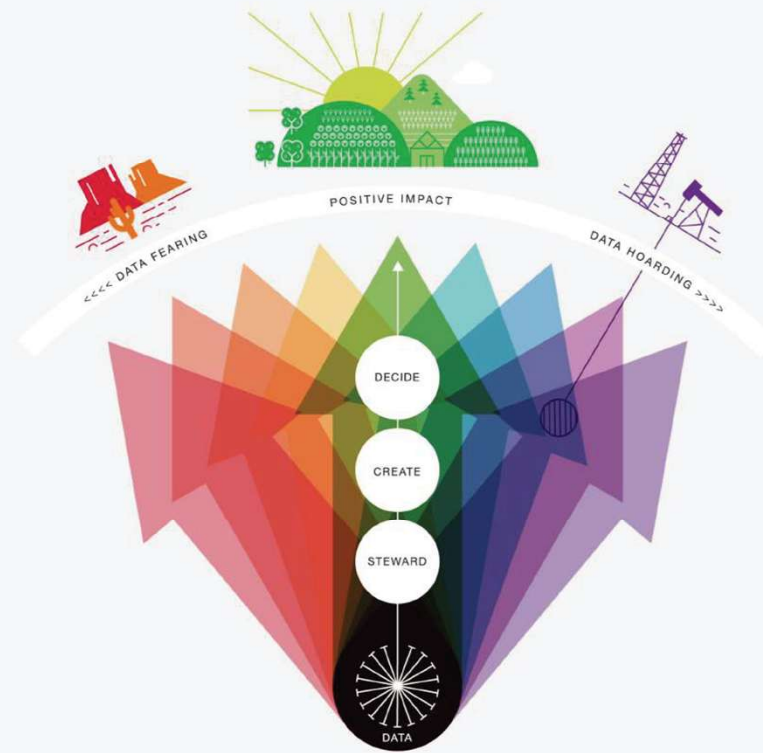 POSITIVE IMPACT
<<<< DATA FEARING
DATA HOARDING >>>>
DECIDE
CREATE
STEWARD
DATA